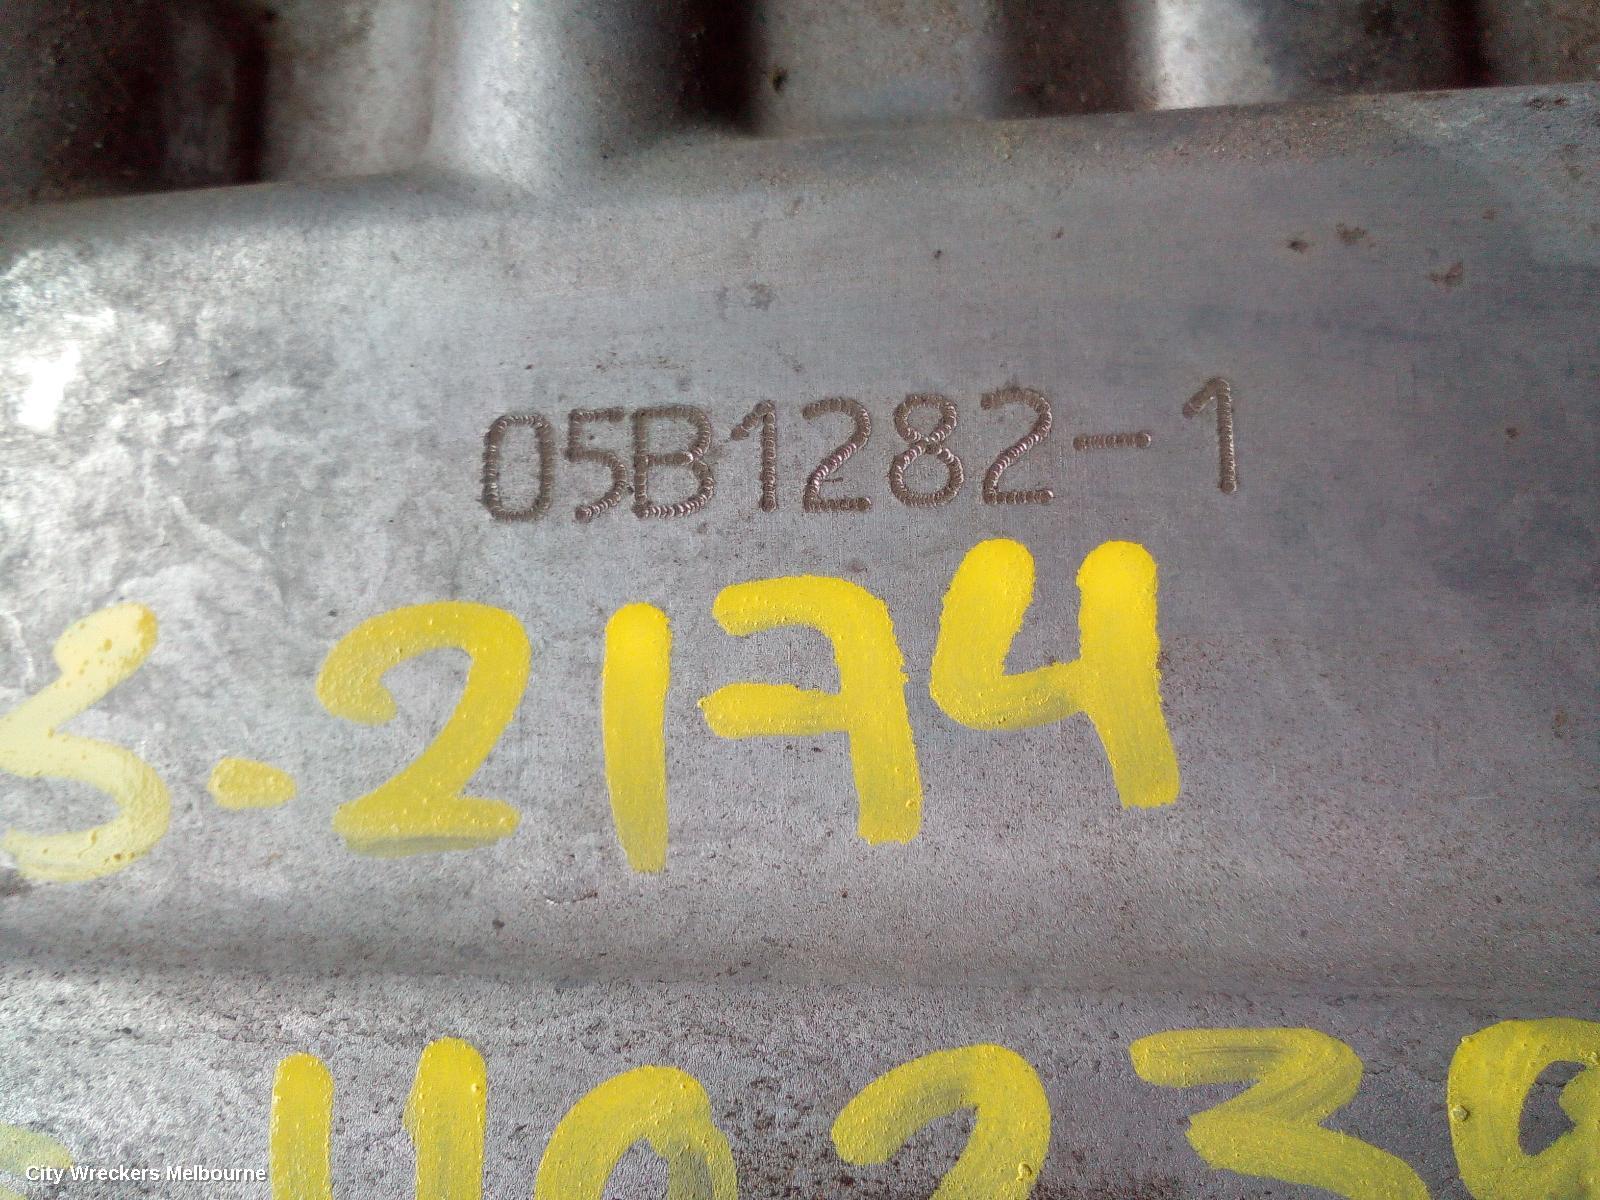 05B1282-1
S-2174
City Wreckers Melbourne